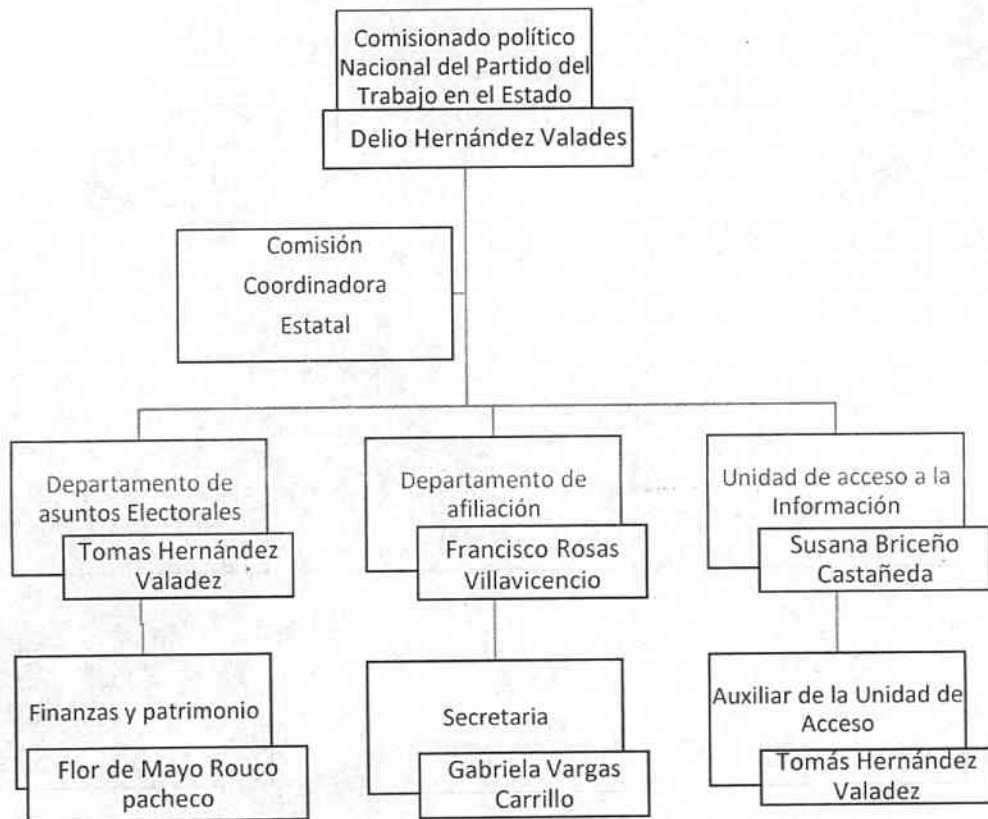 Comisionado político
Nacional del Partido del
Trabajo en el Estado
Delio Hernández Valades
Comisión
Coordinadora
Estatal
Departamento de
asuntos Electorales
Tomas Hernández
Valadez
Departamento de
afiliación
Francisco Rosas
Villavicencio
Unidad de acceso a la
Información
Susana Briceño
Castañeda
Finanzas y patrimonio
Flor de Mayo Rouco
pacheco
Secretaria
Gabriela Vargas
Carrillo
Auxiliar de la Unidad de
Acceso
Tomás Hernández
Valadez